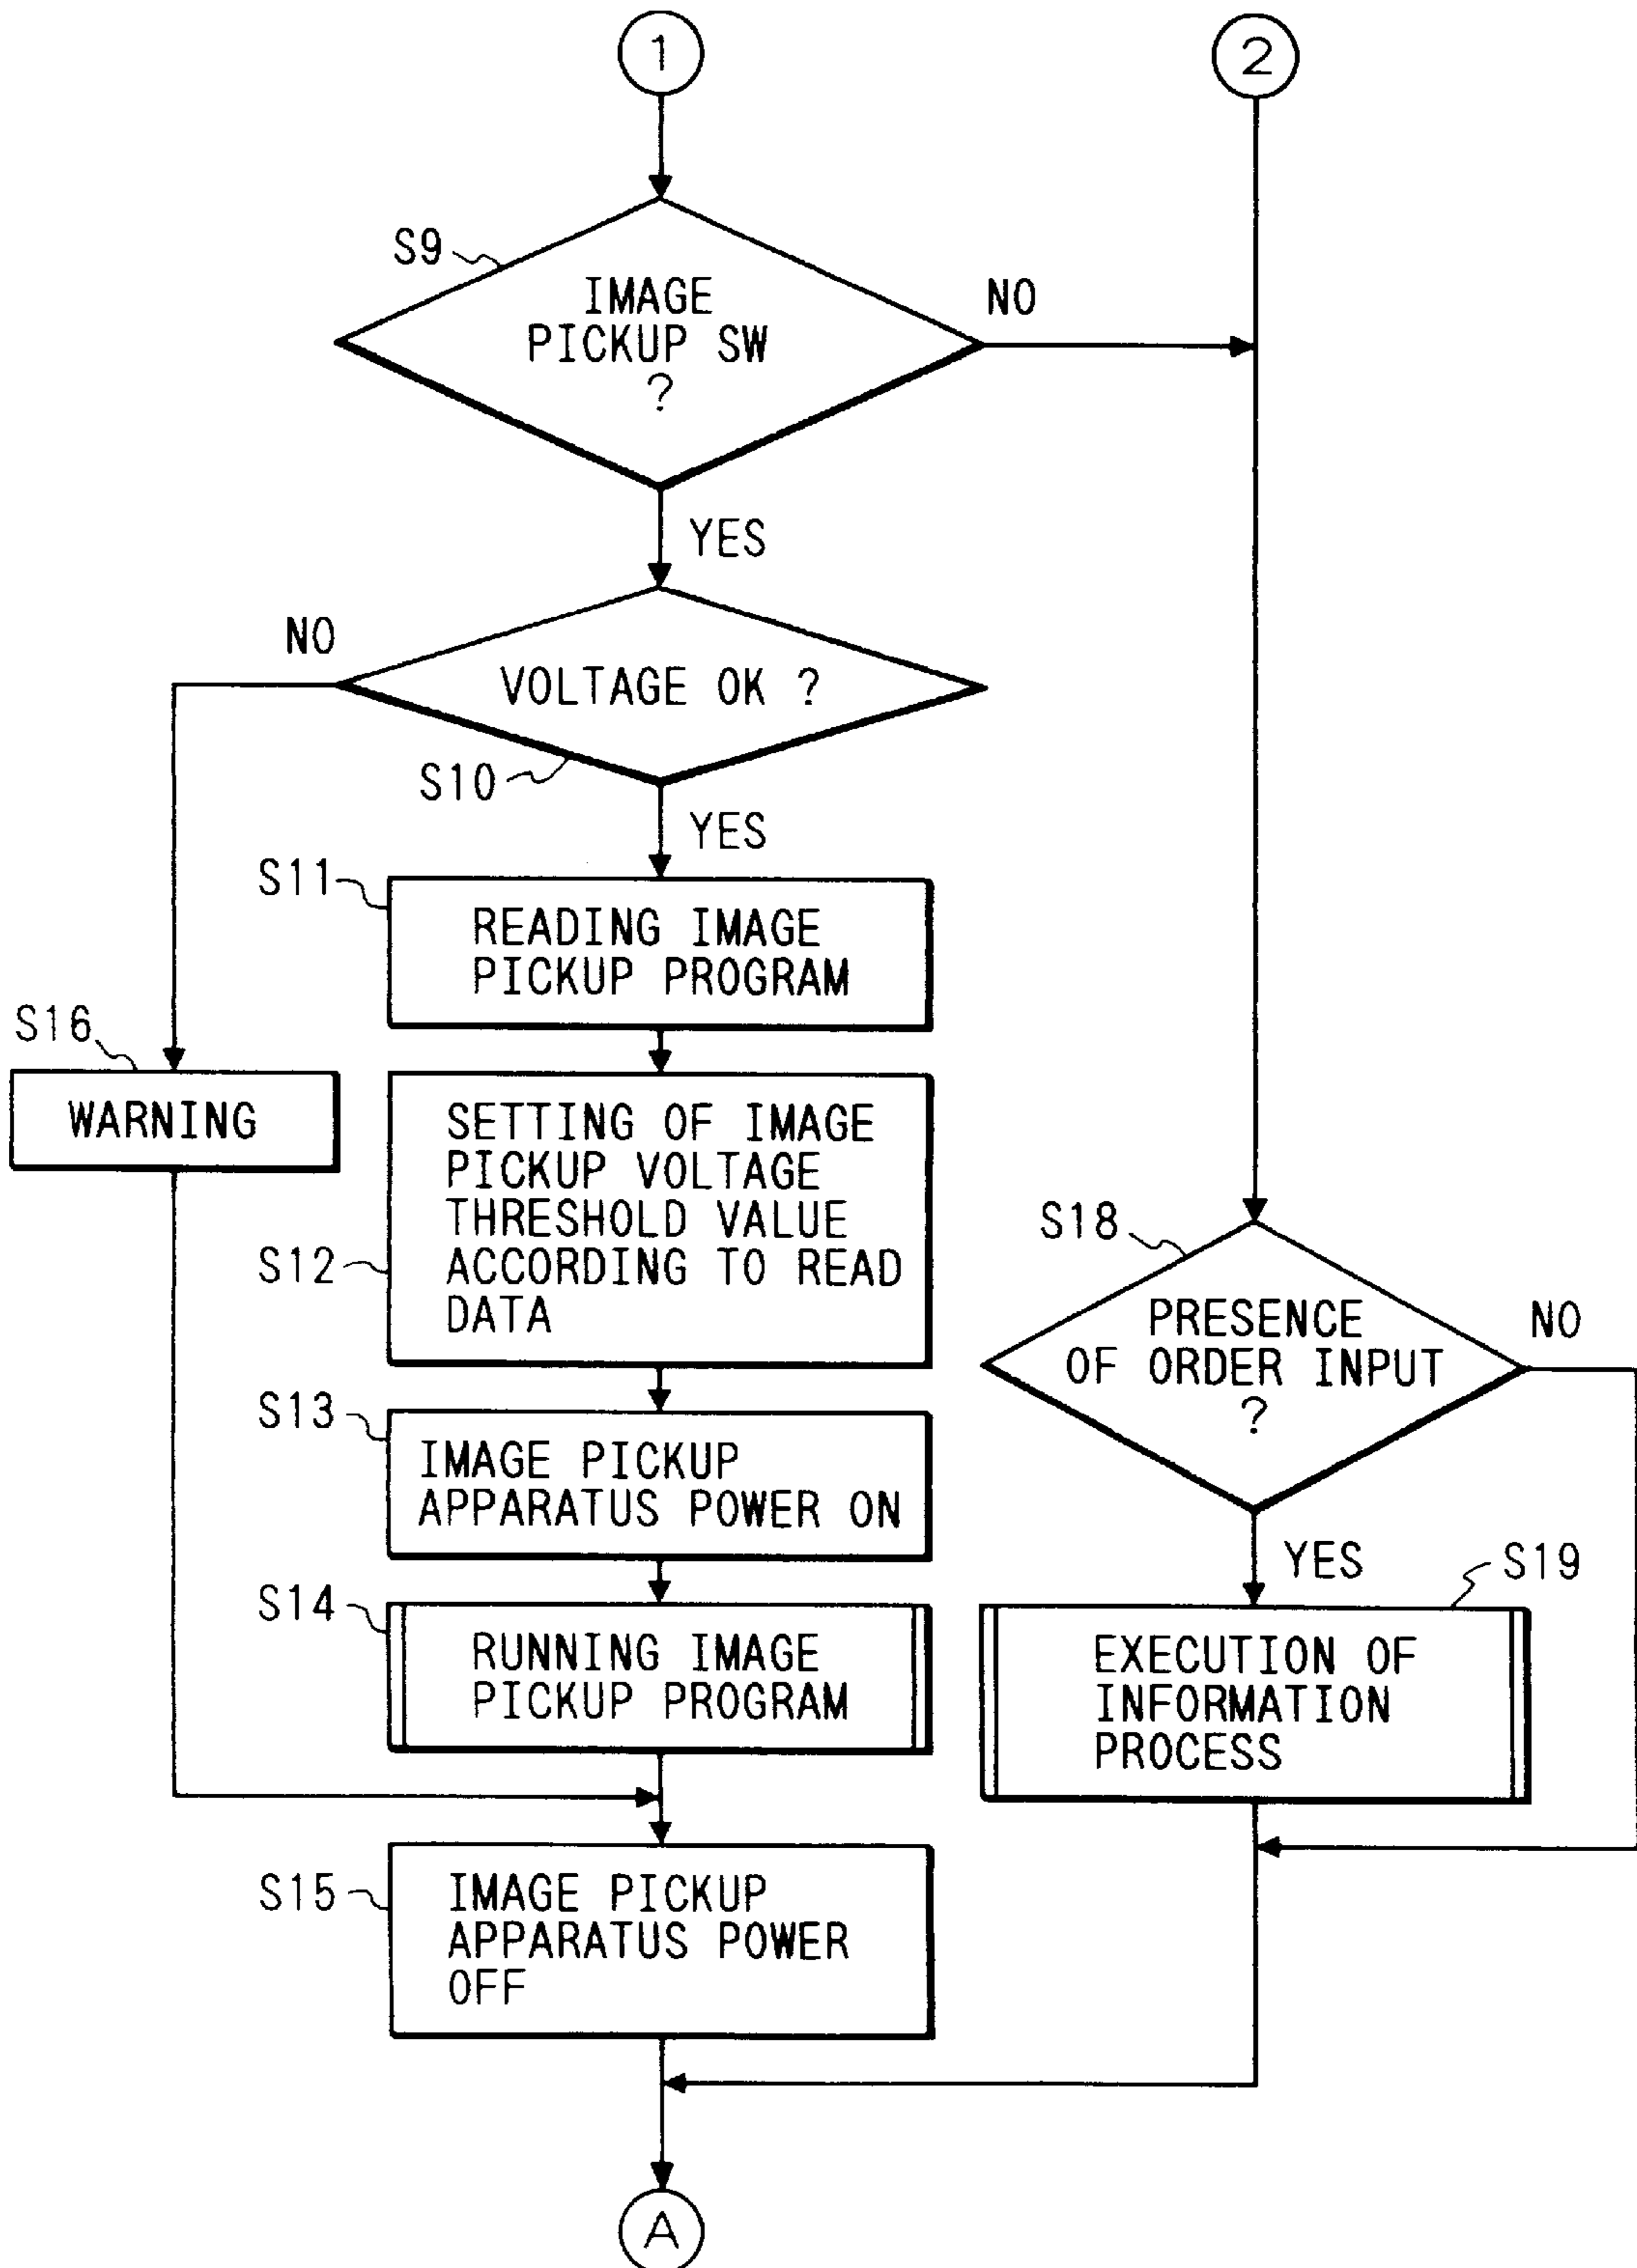 1
2
S9
IMAGE
PICKUP SW
?
NO
YES
NO
VOLTAGE OK ?
S10
YES
S11
READING IMAGE
PICKUP PROGRAM
S16
WARNING
SETTING OF IMAGE
PICKUP VOLTAGE
THRESHOLD VALUE
ACCORDING TO READ
DATA
S12
S18
PRESENCE
OF ORDER INPUT
?
NO
S13
IMAGE PICKUP
APPARATUS POWER ON
YES
S19
S14
RUNNING IMAGE
PICKUP PROGRAM
EXECUTION OF
INFORMATION
PROCESS
S15
IMAGE PICKUP
APPARATUS POWER
OFF
A